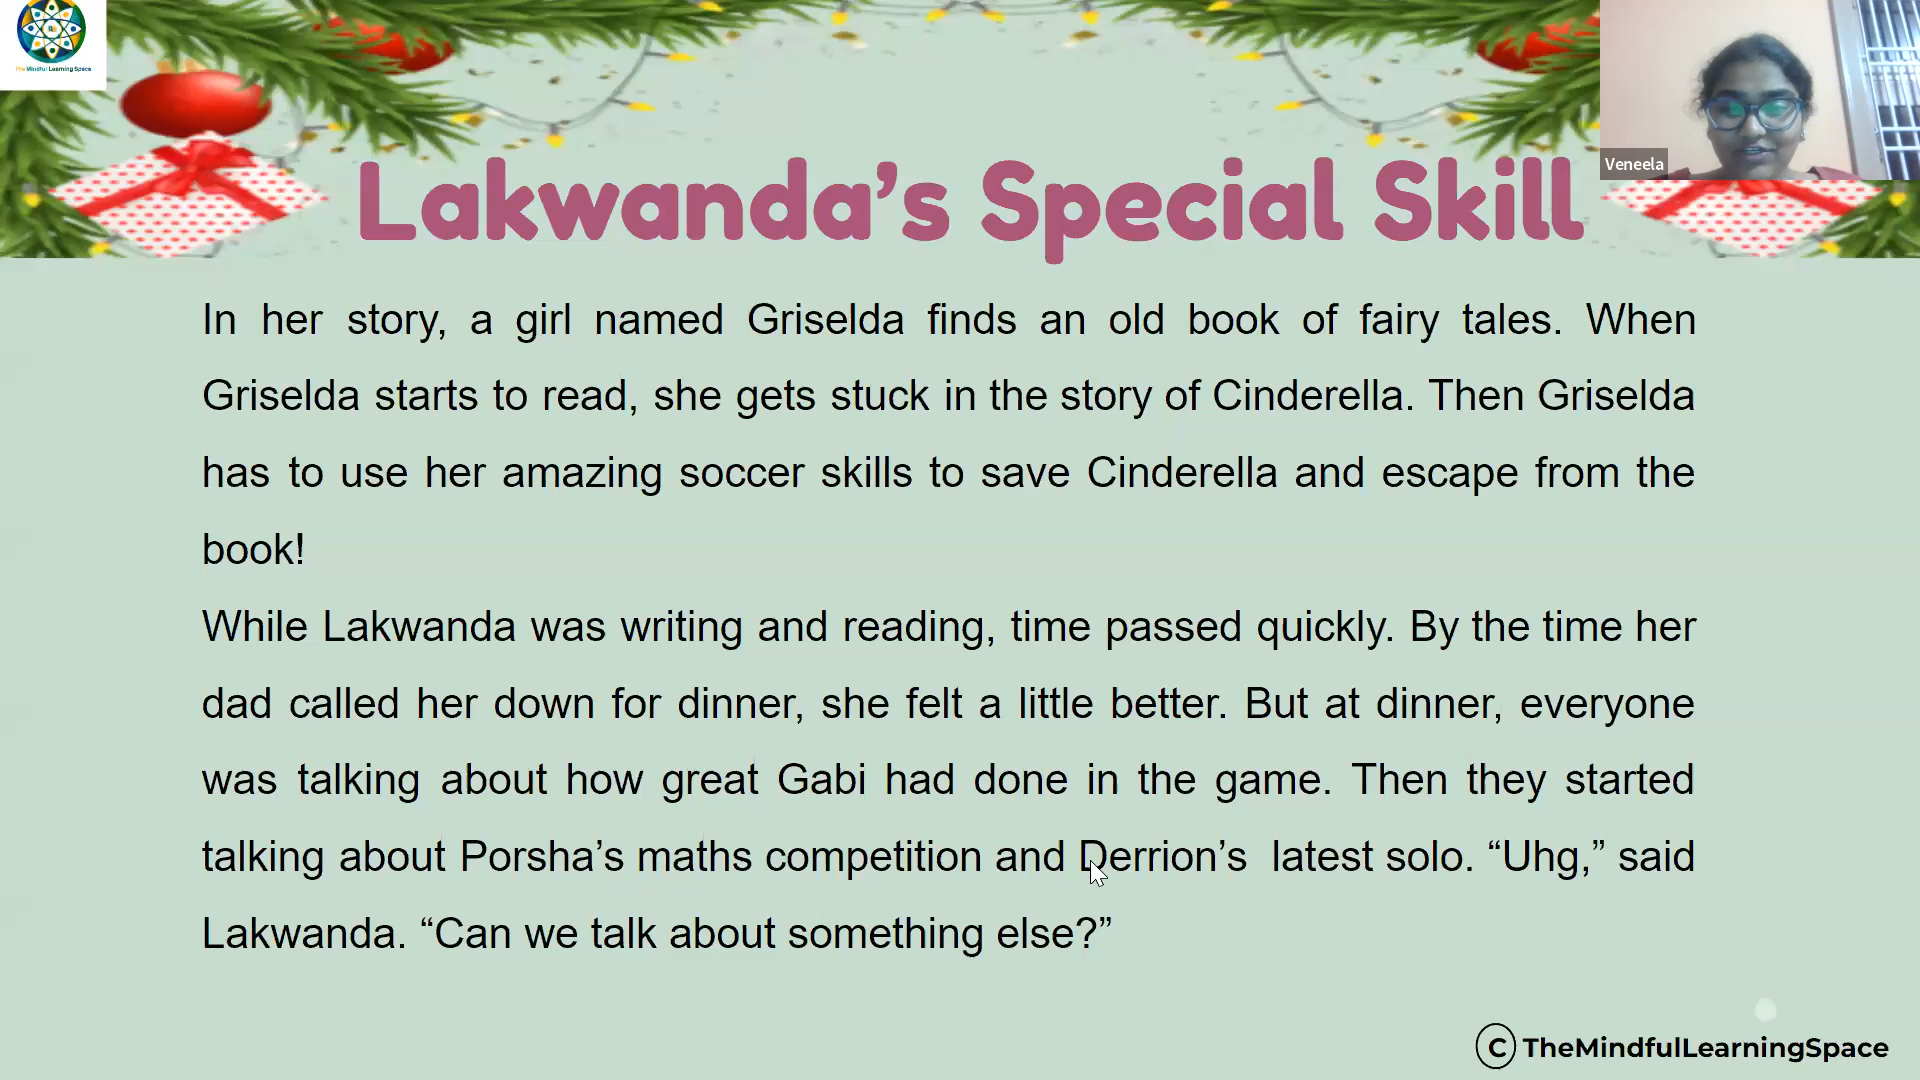 The Mindful Learning Space
Veneela
Lakwanda’s Special Skill
In her story, a girl named Griselda finds an old book of fairy tales. When
Griselda starts to read, she gets stuck in the story of Cinderella. Then Griselda
has to use her amazing soccer skills to save Cinderella and escape from the
book!
While Lakwanda was writing and reading, time passed quickly. By the time her
dad called her down for dinner, she felt a little better. But at dinner, everyone
was talking about how great Gabi had done in the game. Then they started
talking about Porsha’s maths competition and Derrion’s latest solo. “Uhg,” said
Lakwanda. “Can we talk about something else?”
© TheMindfulLearningSpace